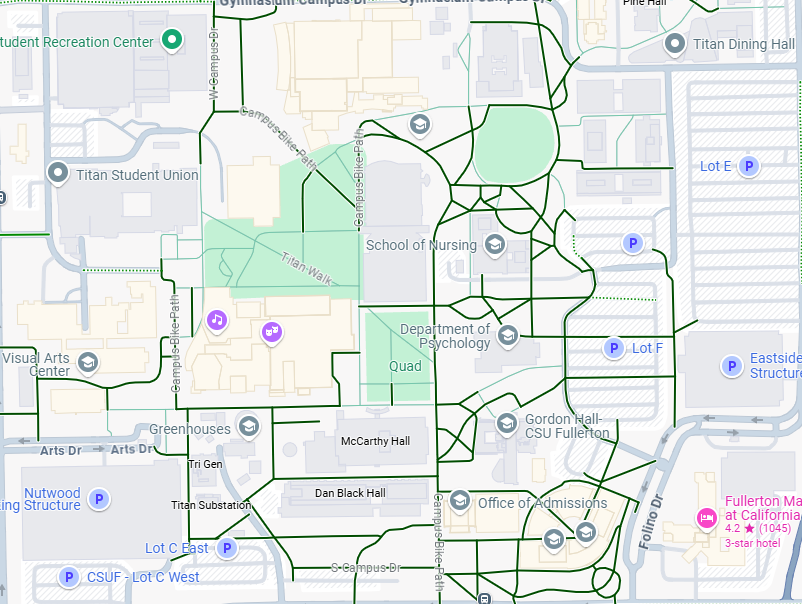 Gymnasium Campus Dr
Gymnasium Campus
Pine Hall
Student Recreation Center
W Campus Dr
Titan Dining Hall
Campus Bike Path
Campus Bike Path
Titan Student Union
Lot E
P
School of Nursing
P
Titan Walk
Campus Bike Path
Department of
Psychology
P
Lot F
Visual Arts
Center
Quad
P
Eastside
Structure
Greenhouses
Gordon Hall-
CSU Fullerton
McCarthy Hall
Arts Dr
Arts Dr
Tri Gen
Nutwood
king Structure
P
Dan Black Hall
Titan Substation
Office of Admissions
Fullerton Ma
at California
4.2 ★ (1045)
3-star hotel
Folino Dr
Campus Bike Path
Lot C East
P
P
CSUF - Lot C West
S Campus Dr